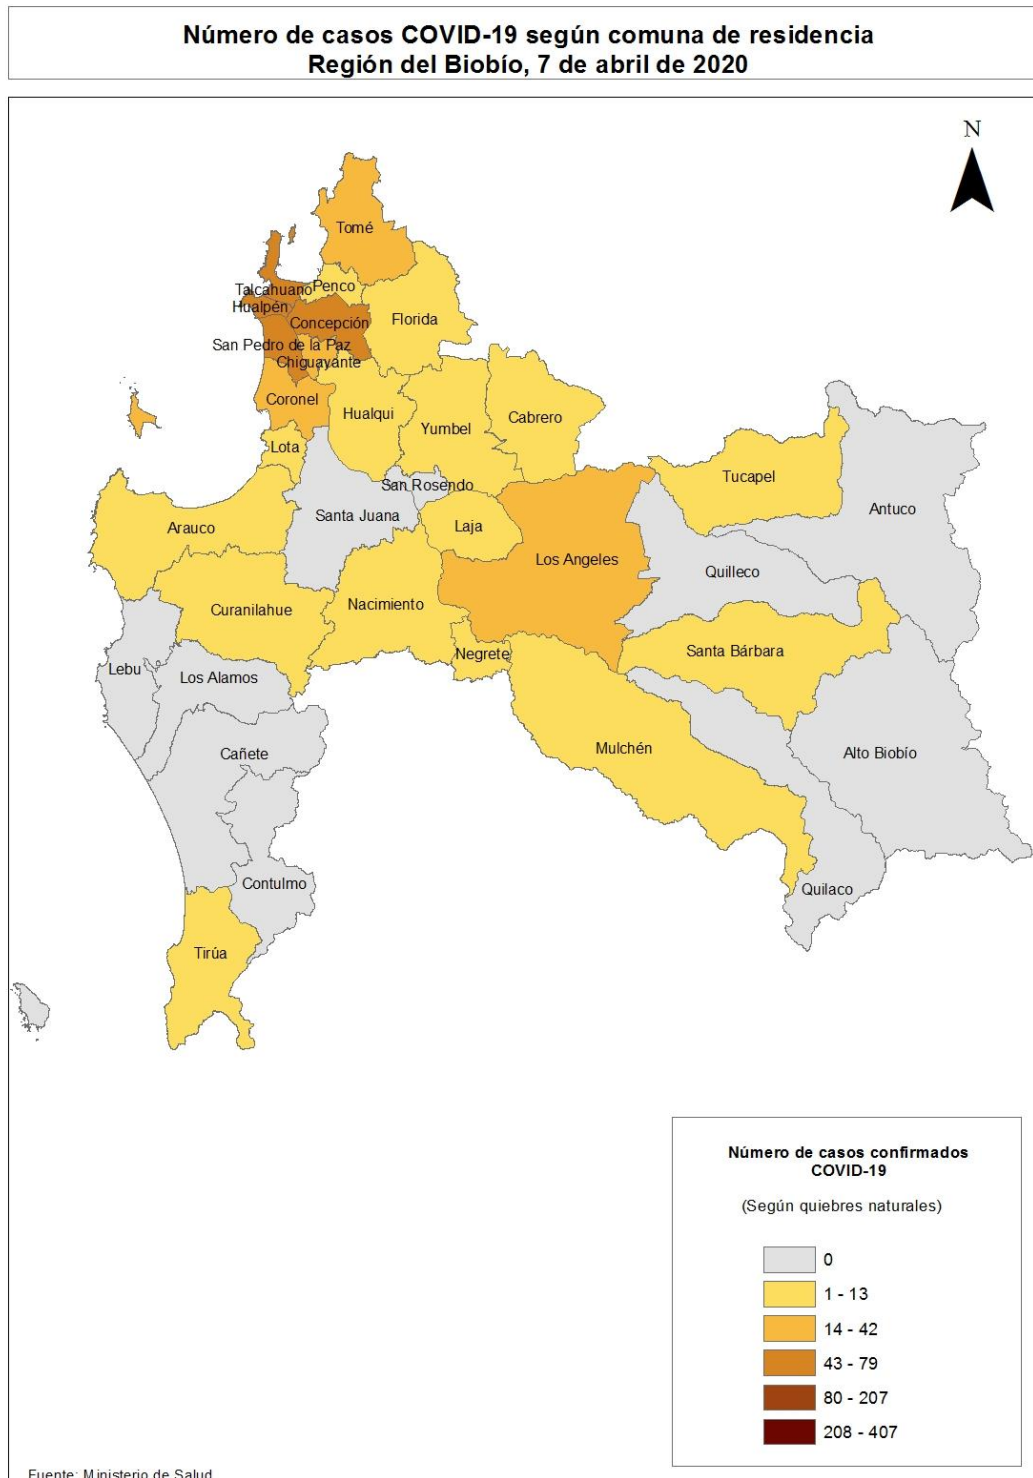 Número de casos COVID-19 según comuna de residencia
Región del Biobío, 7 de abril de 2020
N
Tomé
Talcahuano
Penco
Hualpén
Concepción
Florida
San Pedro de la Paz
Chiguayante
Coronel
Hualqui
Yumbel
Cabrero
Lota
Tucapel
San Rosendo
Santa Juana
Antuco
Arauco
Laja
Los Angeles
Quilleco
Curanilahue
Nacimiento
Negrete
Santa Bárbara
Lebu
Los Alamos
Cañete
Mulchén
Alto Biobío
Contulmo
Quilaco
Tirúa
Número de casos confirmados
COVID-19
(Según quiebres naturales)
0
1 - 13
14 - 42
43 - 79
80 - 207
208 - 407
Fuente: Ministerio de Salud